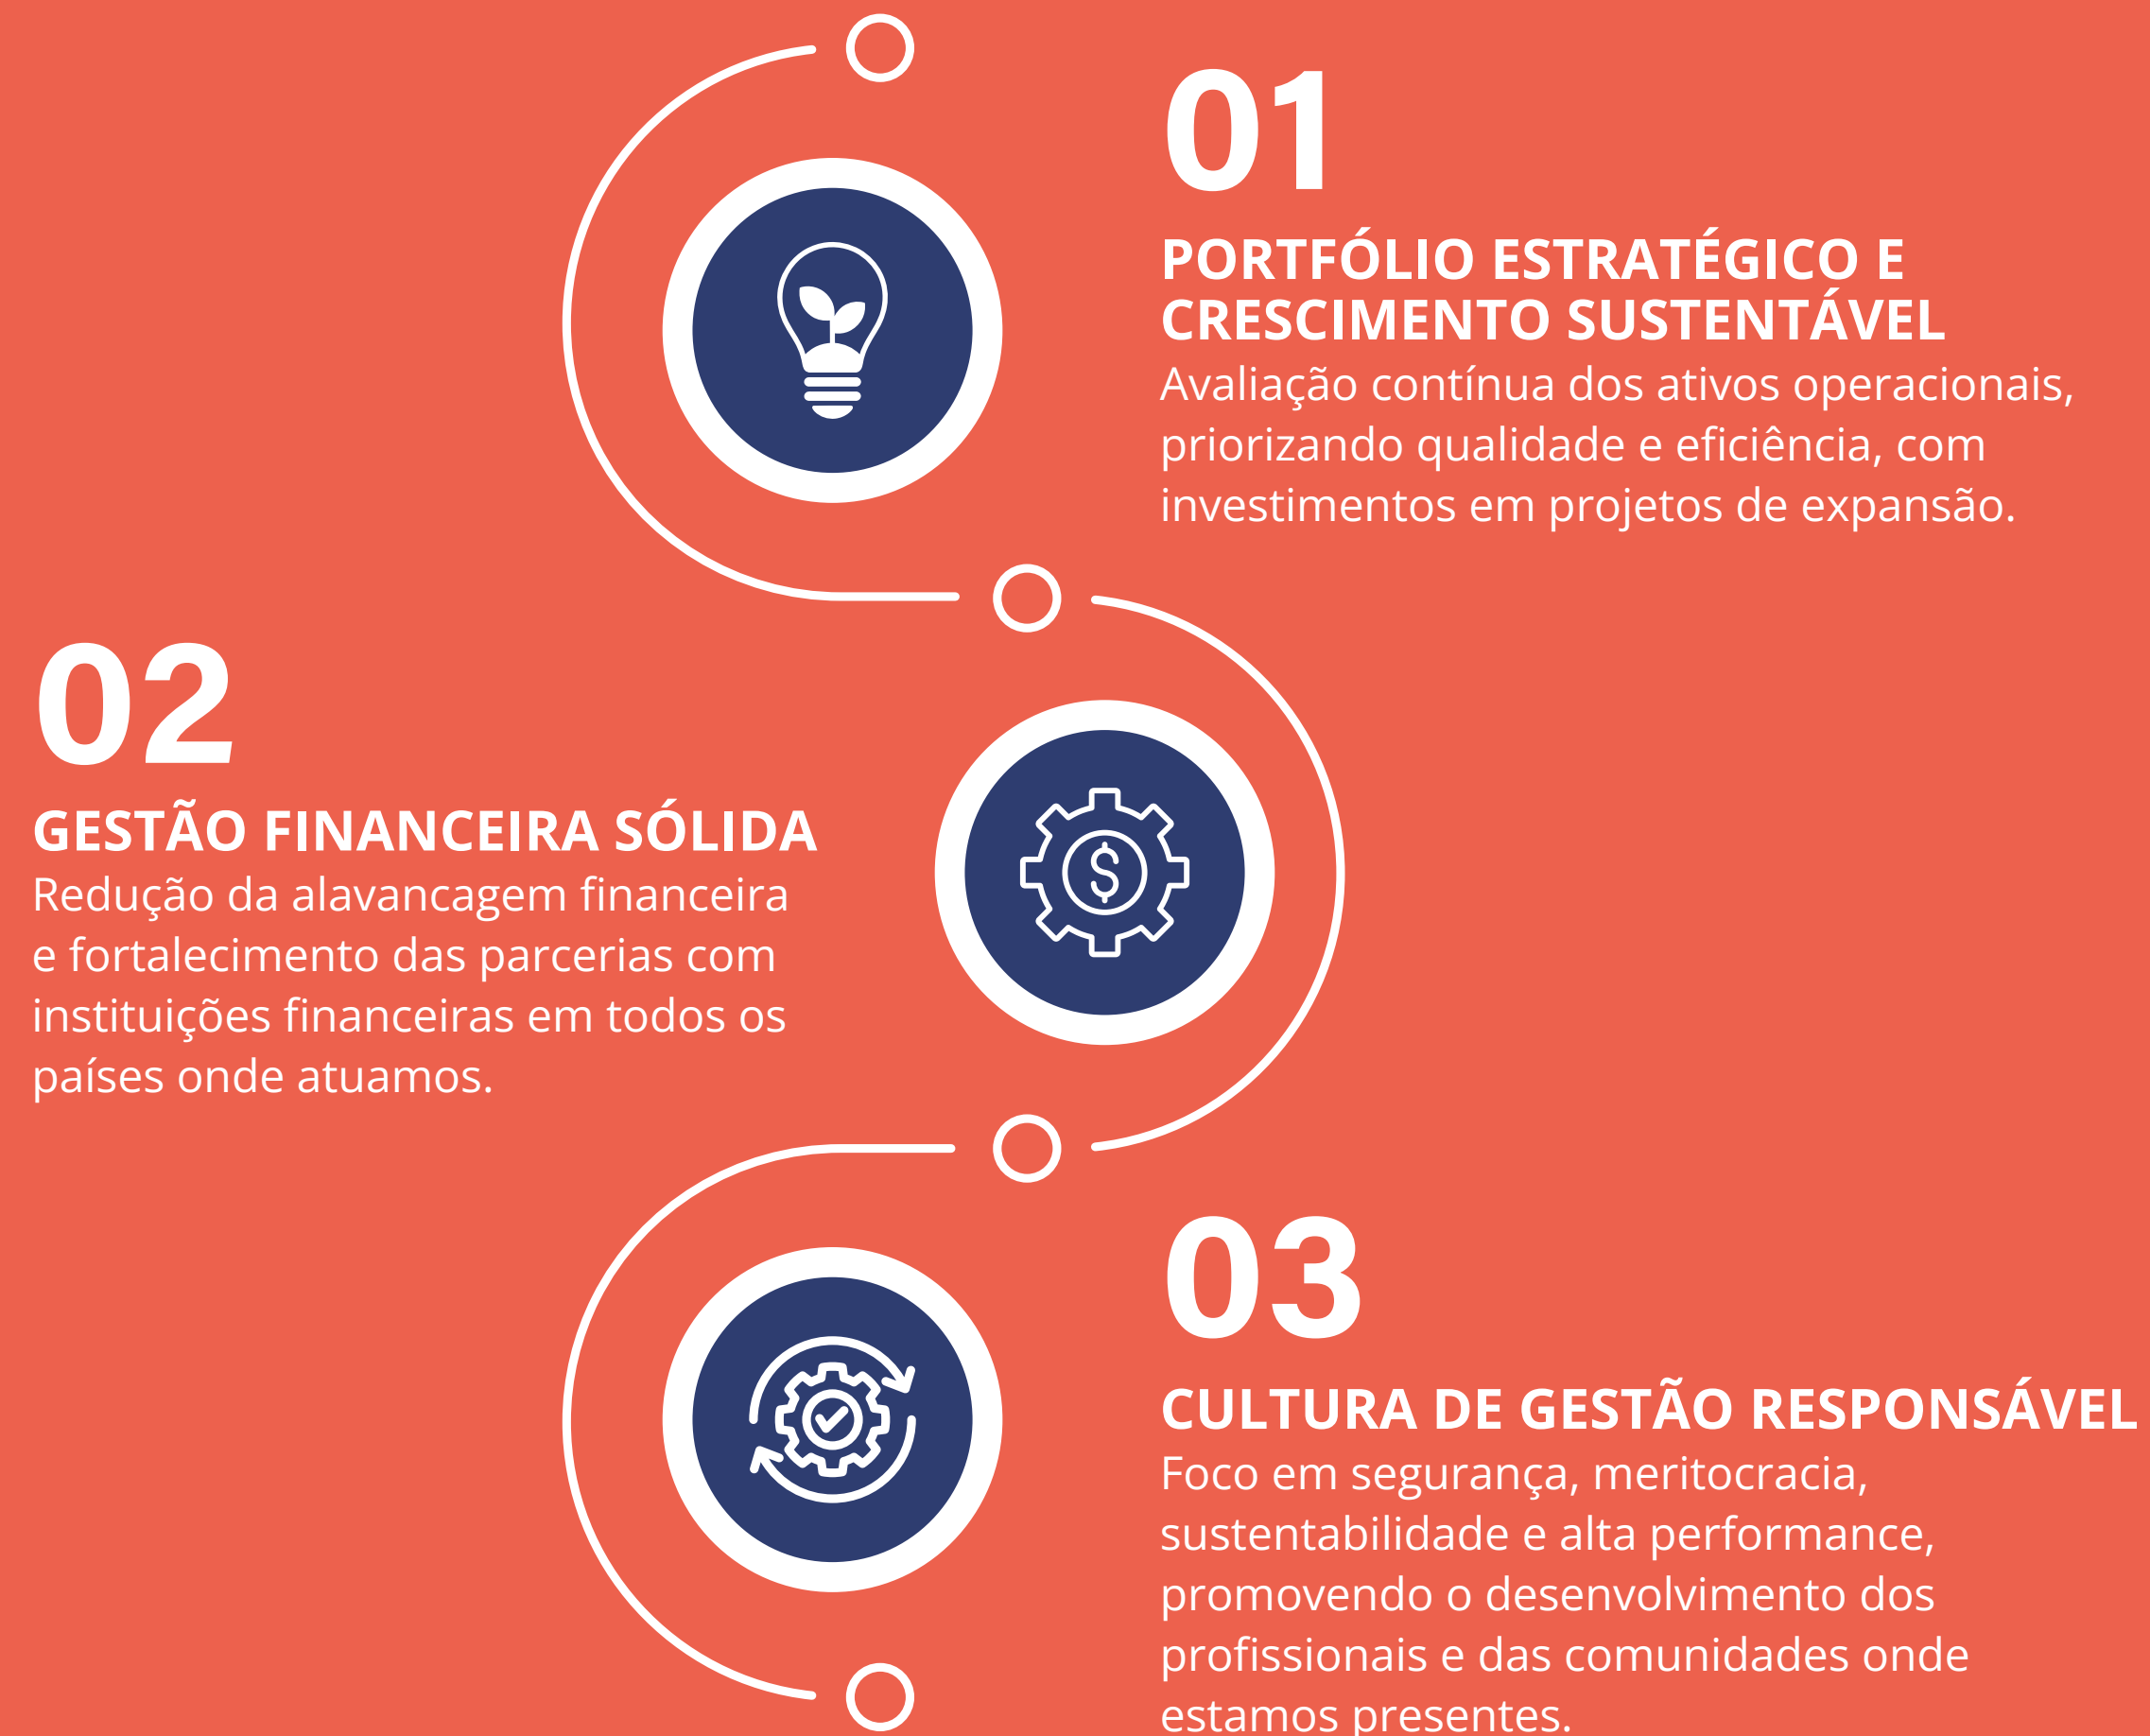 01
PORTFÓLIO ESTRATÉGICO E
CRESCIMENTO SUSTENTÁVEL
Avaliação contínua dos ativos operacionais,
priorizando qualidade e eficiência, com
investimentos em projetos de expansão.
02
GESTÃO FINANCEIRA SÓLIDA
Redução da alavancagem financeira
e fortalecimento das parcerias com
instituições financeiras em todos os
países onde atuamos.
$
03
CULTURA DE GESTÃO RESPONSÁVEL
Foco em segurança, meritocracia,
sustentabilidade e alta performance,
promovendo o desenvolvimento dos
profissionais e das comunidades onde
estamos presentes.